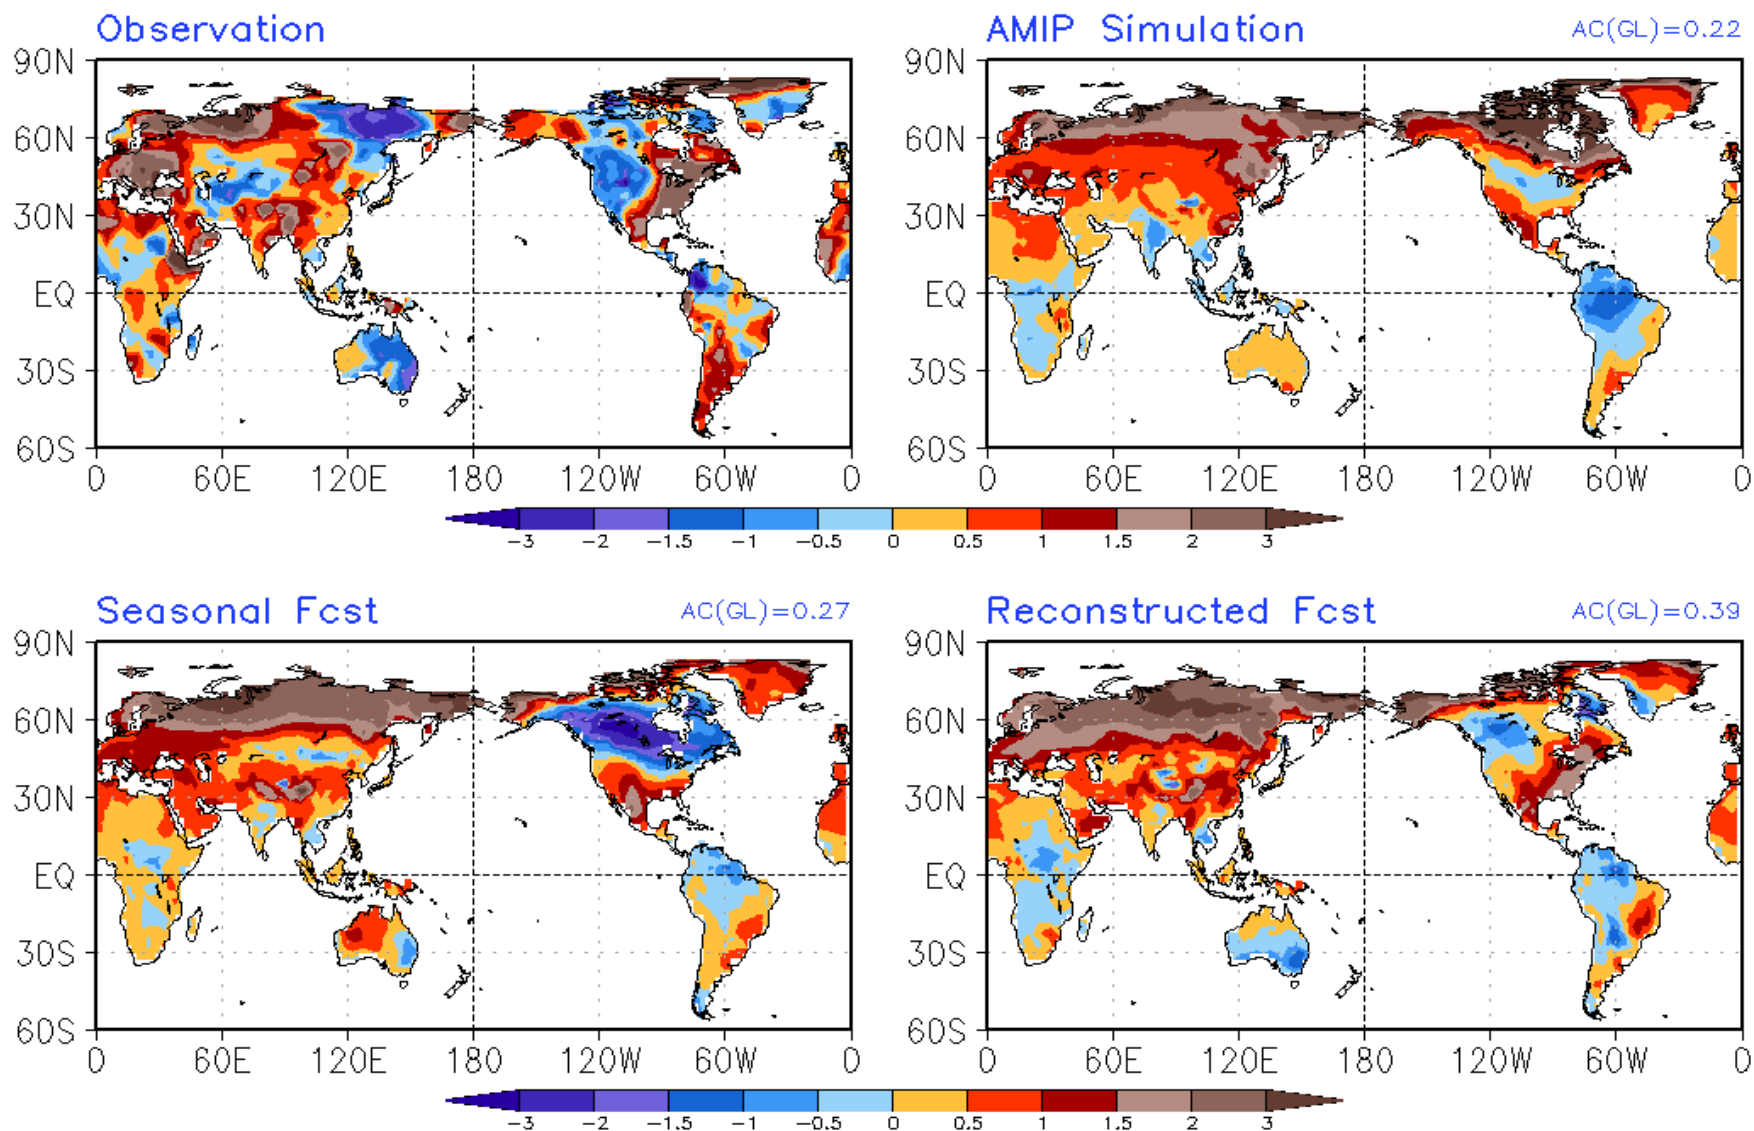 Observation
AMIP Simulation AC(GL)=0.22
90N 90N
60N 60N
30N 30N
EQ EQ
30S 30S
60S 60S
0 60E 120E 180 120W 60W 0 0 60E 120E 180 120W 60W 0
−3 −2 −1.5 −1 −0.5 0 0.5 1 1.5 2 3
Seasonal Fcst AC(GL)=0.27
Reconstructed Fcst AC(GL)=0.39
90N 90N
60N 60N
30N 30N
EQ EQ
30S 30S
60S 60S
0 60E 120E 180 120W 60W 0 0 60E 120E 180 120W 60W 0
−3 −2 −1.5 −1 −0.5 0 0.5 1 1.5 2 3